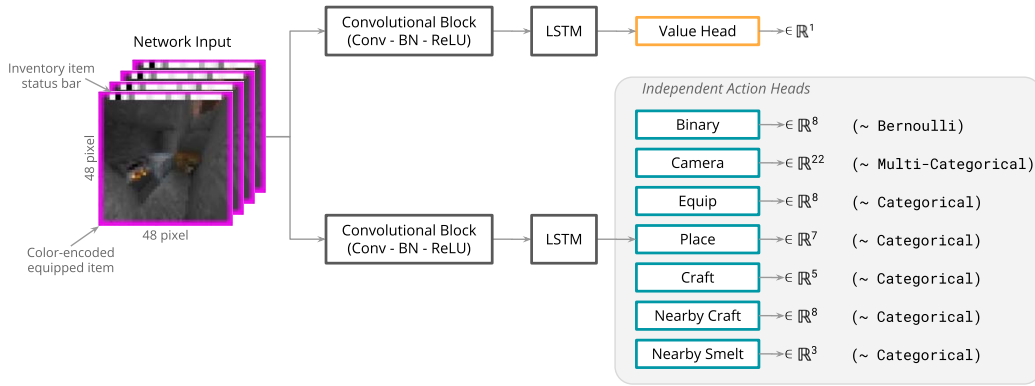 Network Input
Inventory item
status bar
48 pixel
48 pixel
Color-encoded
equipped item
Convolutional Block
(Conv - BN - ReLU)
LSTM
Value Head
∈ ℝ¹
Convolutional Block
(Conv - BN - ReLU)
LSTM
Independent Action Heads
Binary ∈ ℝ⁸ (~ Bernoulli)
Camera ∈ ℝ²² (~ Multi-Categorical)
Equip ∈ ℝ⁸ (~ Categorical)
Place ∈ ℝ⁷ (~ Categorical)
Craft ∈ ℝ⁵ (~ Categorical)
Nearby Craft ∈ ℝ⁸ (~ Categorical)
Nearby Smelt ∈ ℝ³ (~ Categorical)